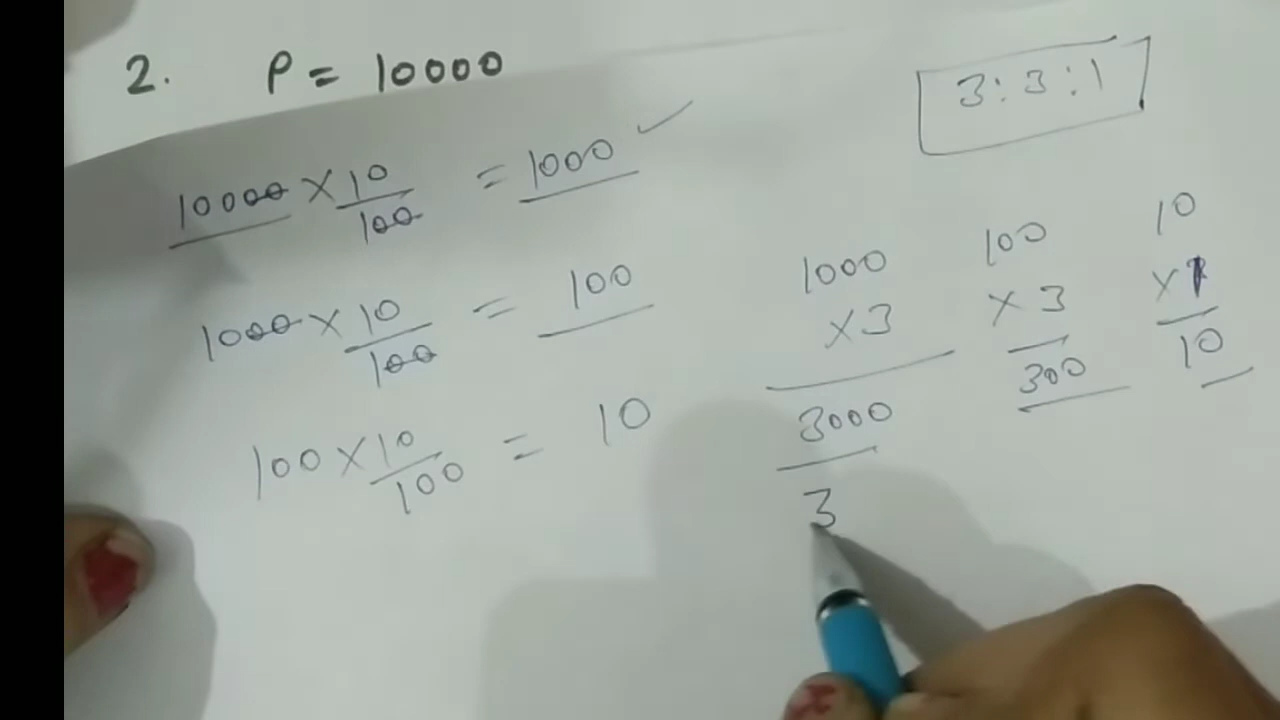 2. P = 10000
3:3:1
10000 × 10/100 = 1000 ✓
1000 × 10/100 = 100
100 × 10/100 = 10
1000 100 10
×3 ×3 ×1
3000 300 10
3